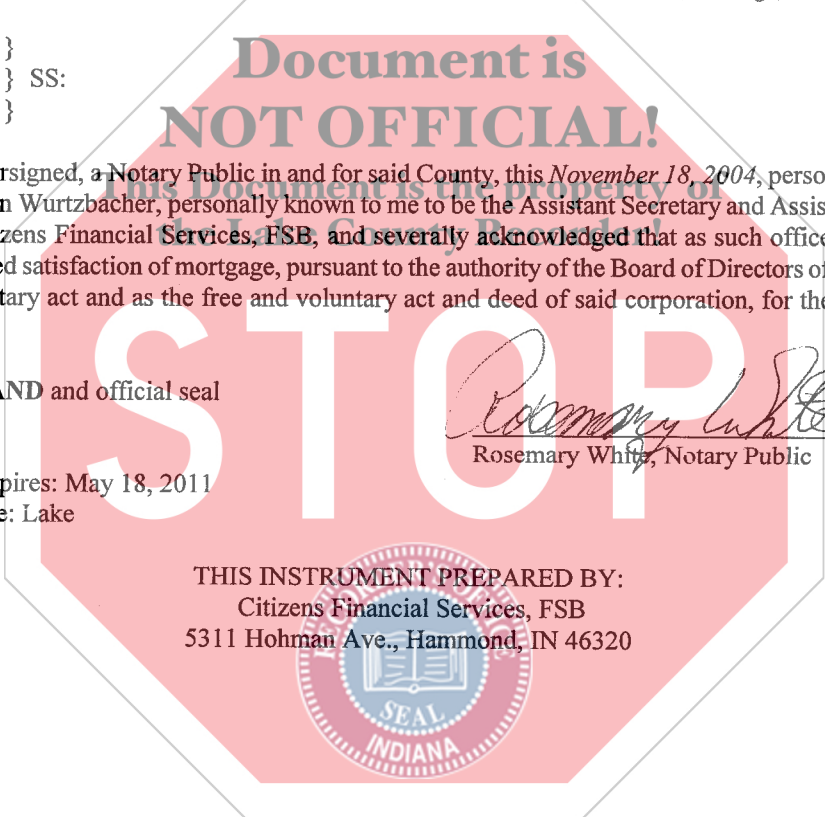 }
Document is
} SS:
}
NOT OFFICIAL!
rsigned, a Notary Public in and for said County, this November 18, 2004, perso
This Document is the property of
n Wurtzbacher, personally known to me to be the Assistant Secretary and Assis
the Lake County Recorder!
zens Financial Services, FSB, and severally acknowledged that as such office
ed satisfaction of mortgage, pursuant to the authority of the Board of Directors of
tary act and as the free and voluntary act and deed of said corporation, for the
STOP
AND and official seal
Rosemary White
Rosemary White, Notary Public
pires: May 18, 2011
e: Lake
THIS INSTRUMENT PREPARED BY:
Citizens Financial Services, FSB
5311 Hohman Ave., Hammond, IN 46320
SEAL
INDIANA